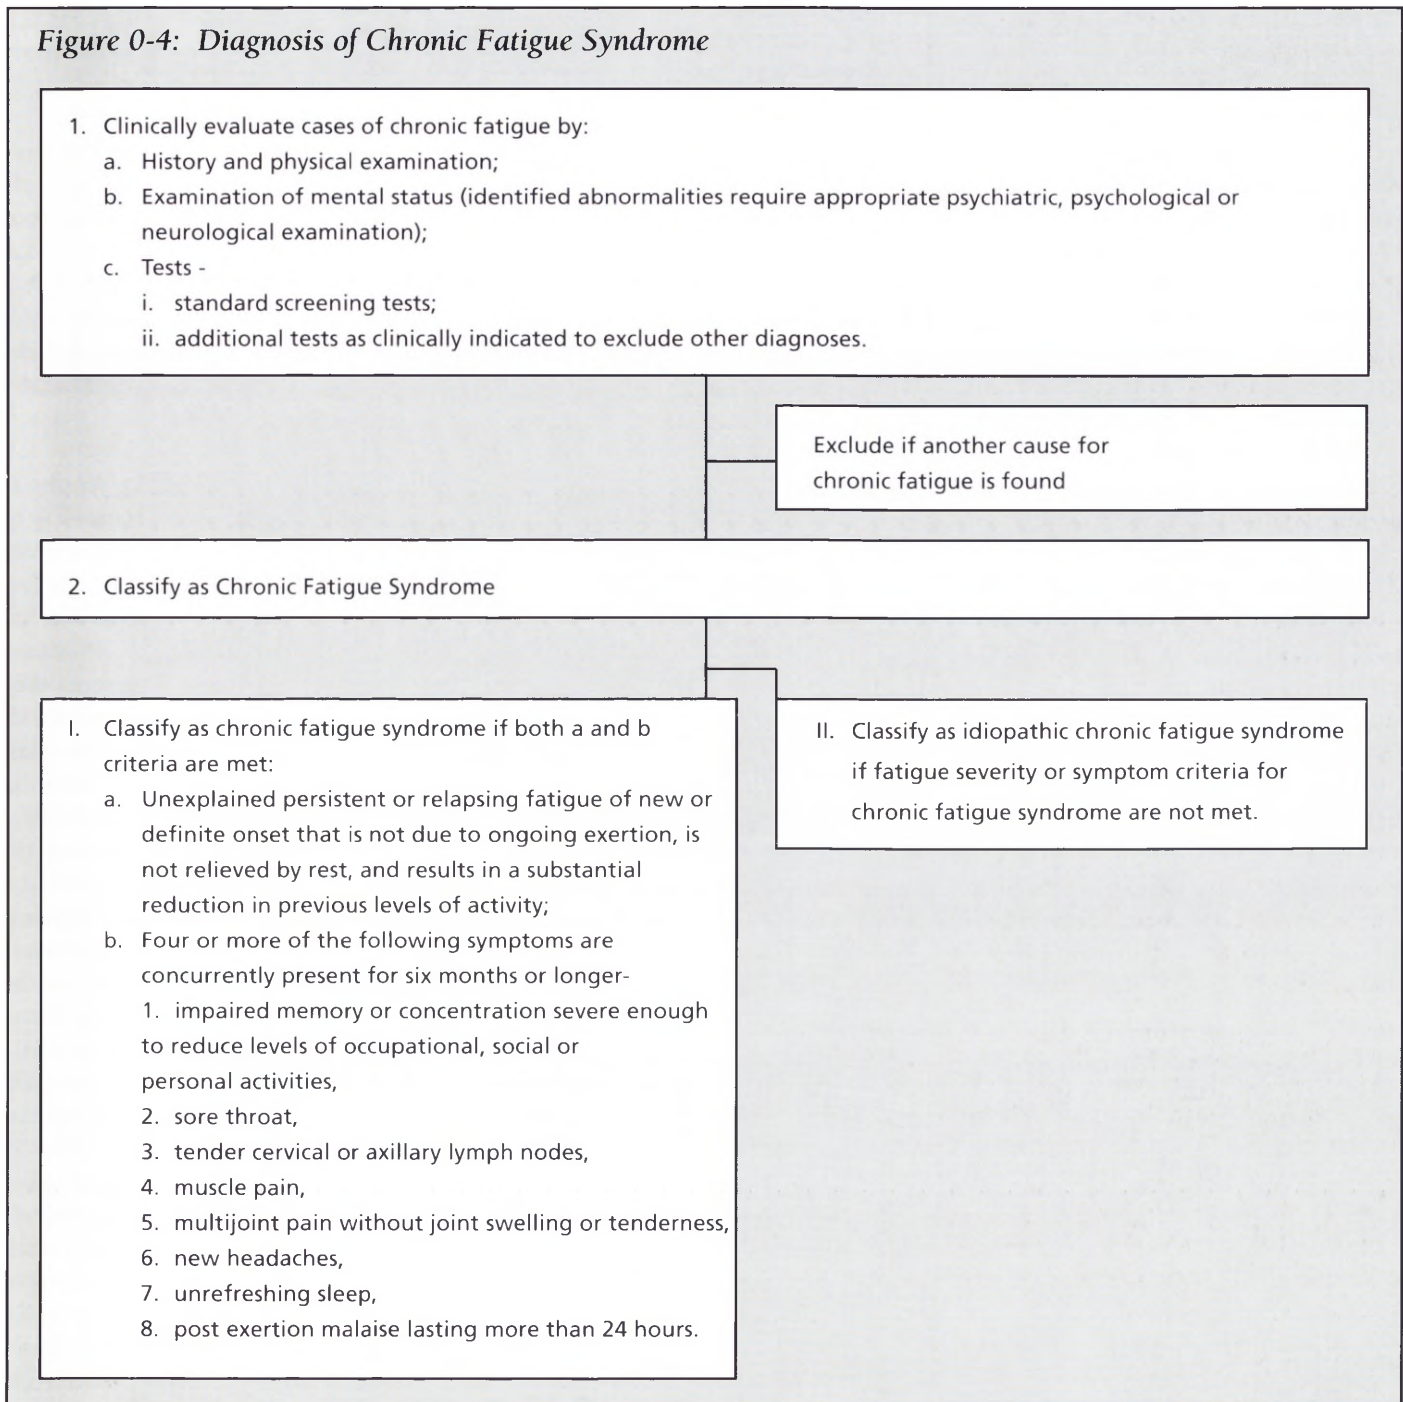 Figure 0-4: Diagnosis of Chronic Fatigue Syndrome
1. Clinically evaluate cases of chronic fatigue by:
a. History and physical examination;
b. Examination of mental status (identified abnormalities require appropriate psychiatric, psychological or
neurological examination);
c. Tests -
i. standard screening tests;
ii. additional tests as clinically indicated to exclude other diagnoses.
Exclude if another cause for
chronic fatigue is found
2. Classify as Chronic Fatigue Syndrome
I. Classify as chronic fatigue syndrome if both a and b
criteria are met:
a. Unexplained persistent or relapsing fatigue of new or
definite onset that is not due to ongoing exertion, is
not relieved by rest, and results in a substantial
reduction in previous levels of activity;
b. Four or more of the following symptoms are
concurrently present for six months or longer-
1. impaired memory or concentration severe enough
to reduce levels of occupational, social or
personal activities,
2. sore throat,
3. tender cervical or axillary lymph nodes,
4. muscle pain,
5. multijoint pain without joint swelling or tenderness,
6. new headaches,
7. unrefreshing sleep,
8. post exertion malaise lasting more than 24 hours.
II. Classify as idiopathic chronic fatigue syndrome
if fatigue severity or symptom criteria for
chronic fatigue syndrome are not met.